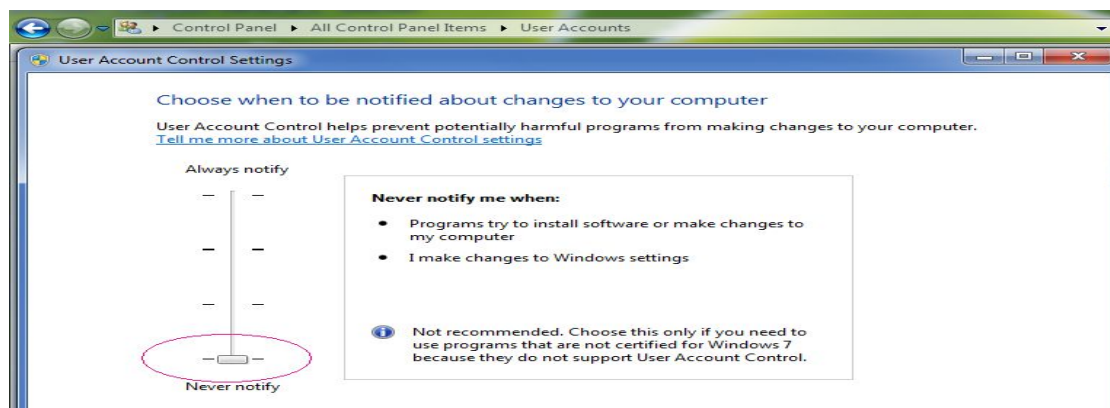 Control Panel ▸ All Control Panel Items ▸ User Accounts
User Account Control Settings
Choose when to be notified about changes to your computer
User Account Control helps prevent potentially harmful programs from making changes to your computer.
Tell me more about User Account Control settings
Always notify
Never notify me when:
• Programs try to install software or make changes to
my computer
• I make changes to Windows settings
Not recommended. Choose this only if you need to
use programs that are not certified for Windows 7
because they do not support User Account Control.
Never notify